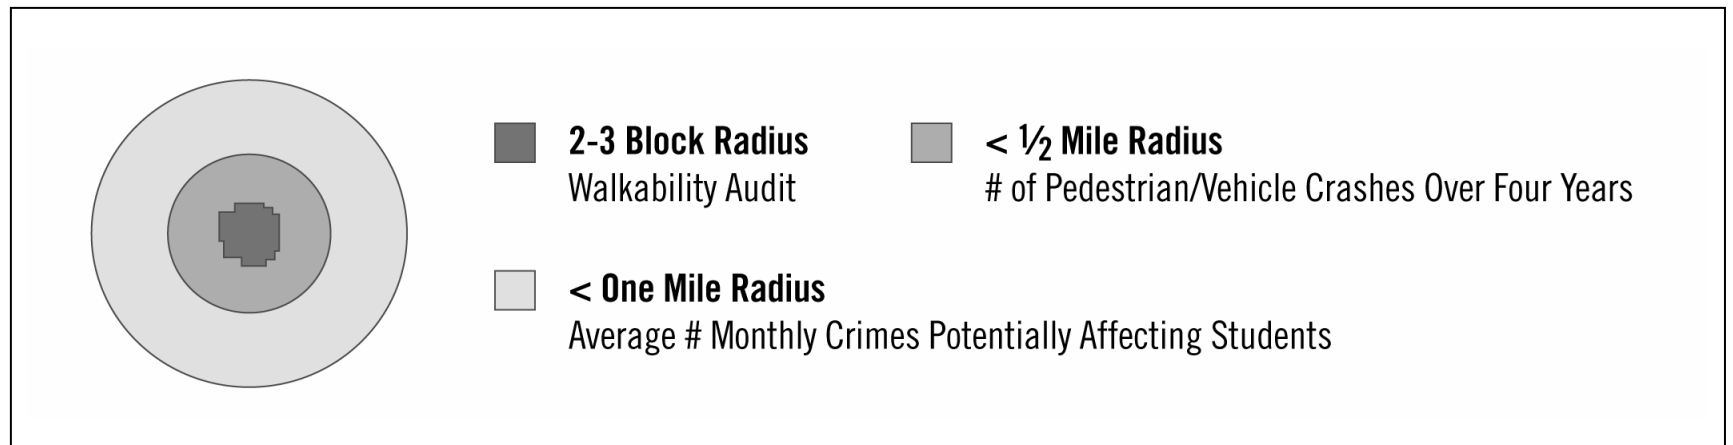 2-3 Block Radius
Walkability Audit
< ½ Mile Radius
# of Pedestrian/Vehicle Crashes Over Four Years
< One Mile Radius
Average # Monthly Crimes Potentially Affecting Students